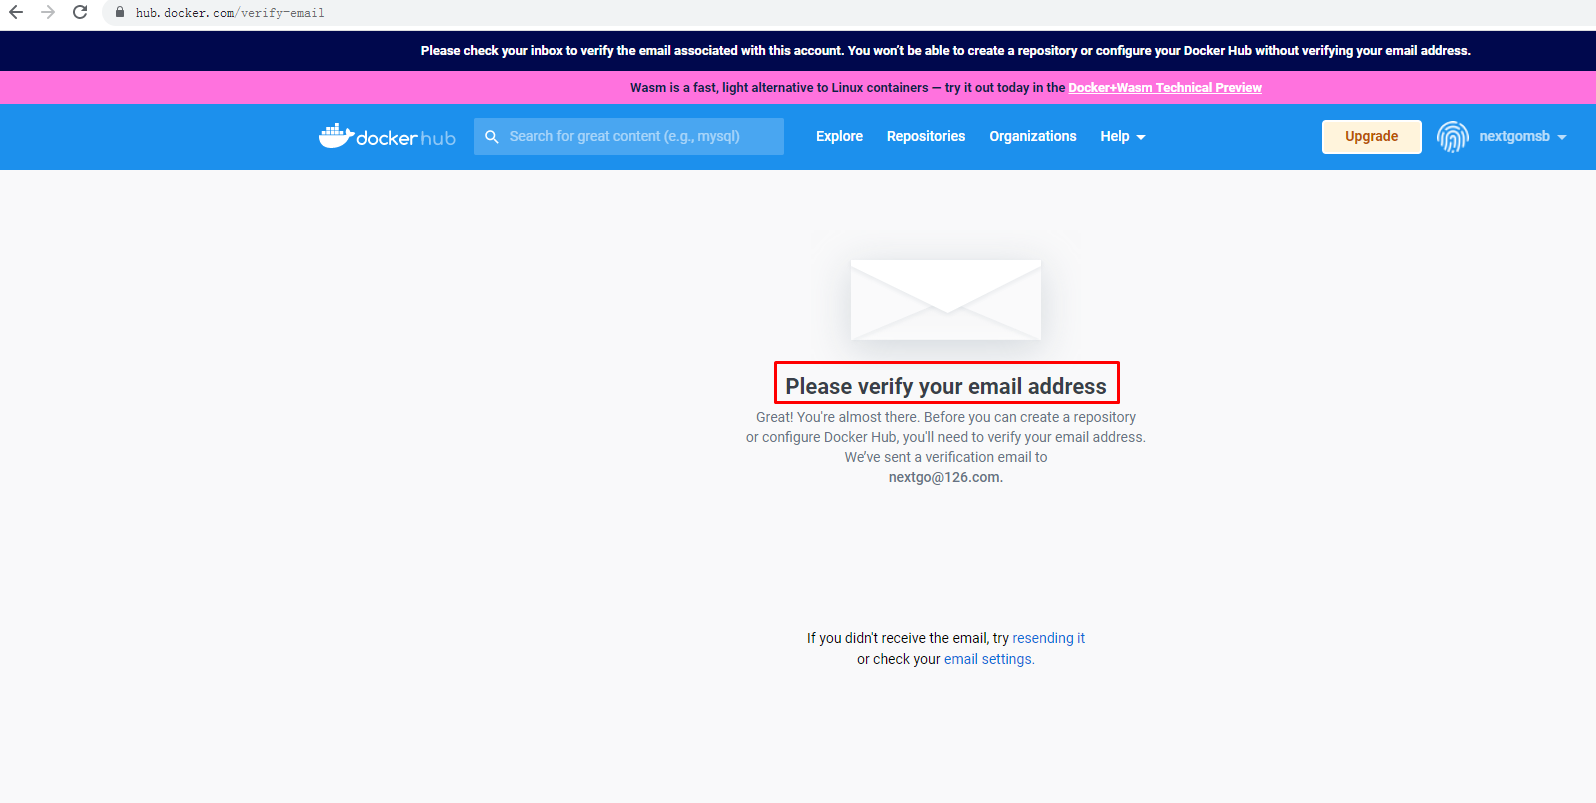 hub.docker.com/verify-email
Please check your inbox to verify the email associated with this account. You won’t be able to create a repository or configure your Docker Hub without verifying your email address.
Wasm is a fast, light alternative to Linux containers — try it out today in the Docker+Wasm Technical Preview
docker hub Search for great content (e.g., mysql) Explore Repositories Organizations Help Upgrade nextgomsb
Please verify your email address
Great! You're almost there. Before you can create a repository
or configure Docker Hub, you'll need to verify your email address.
We’ve sent a verification email to
nextgo@126.com.
If you didn't receive the email, try resending it
or check your email settings.